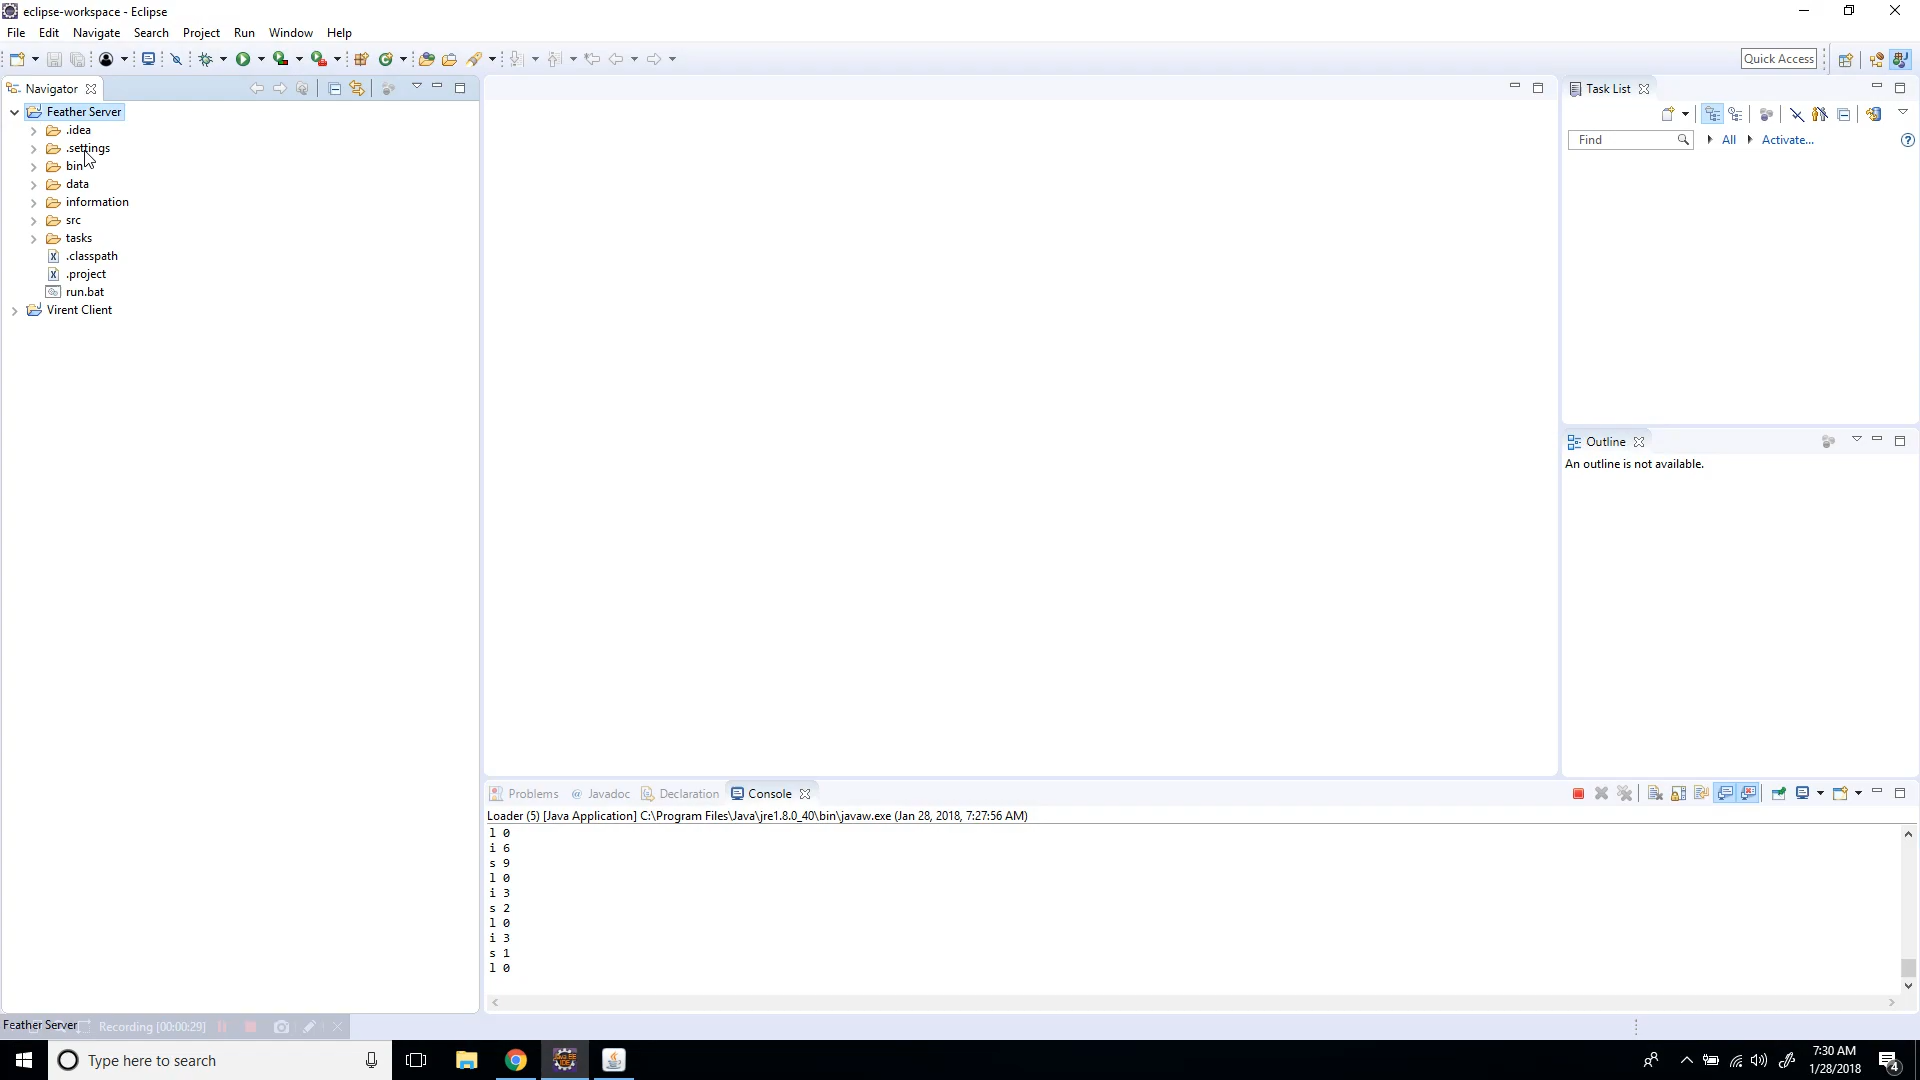 eclipse-workspace - Eclipse
File Edit Navigate Search Project Run Window Help
Quick Access
Navigator
Feather Server
.idea
.settings
bin
data
information
src
tasks
.classpath
.project
run.bat
Virent Client
Task List
Find All Activate...
Outline
An outline is not available.
Problems Javadoc Declaration Console
Loader (5) [Java Application] C:\Program Files\Java\jre1.8.0_40\bin\javaw.exe (Jan 28, 2018, 7:27:56 AM)
l 0
i 6
s 9
l 0
i 3
s 2
l 0
i 3
s 1
l 0
Feather Server Recording [00:00:29]
Type here to search
7:30 AM
1/28/2018
4